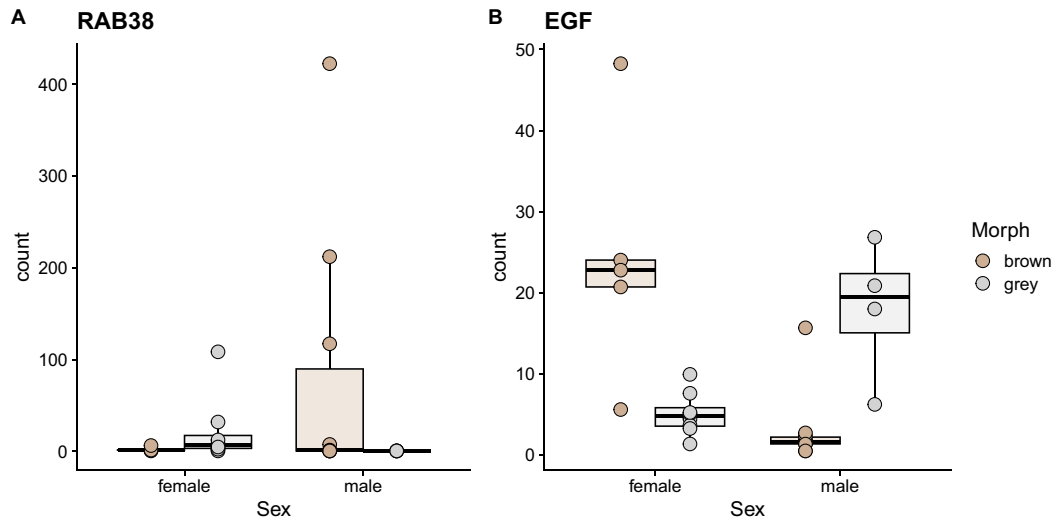 A RAB38
400
300
200
100
0
count
female male
Sex
B EGF
50
40
30
20
10
0
count
female male
Sex
Morph
brown
grey